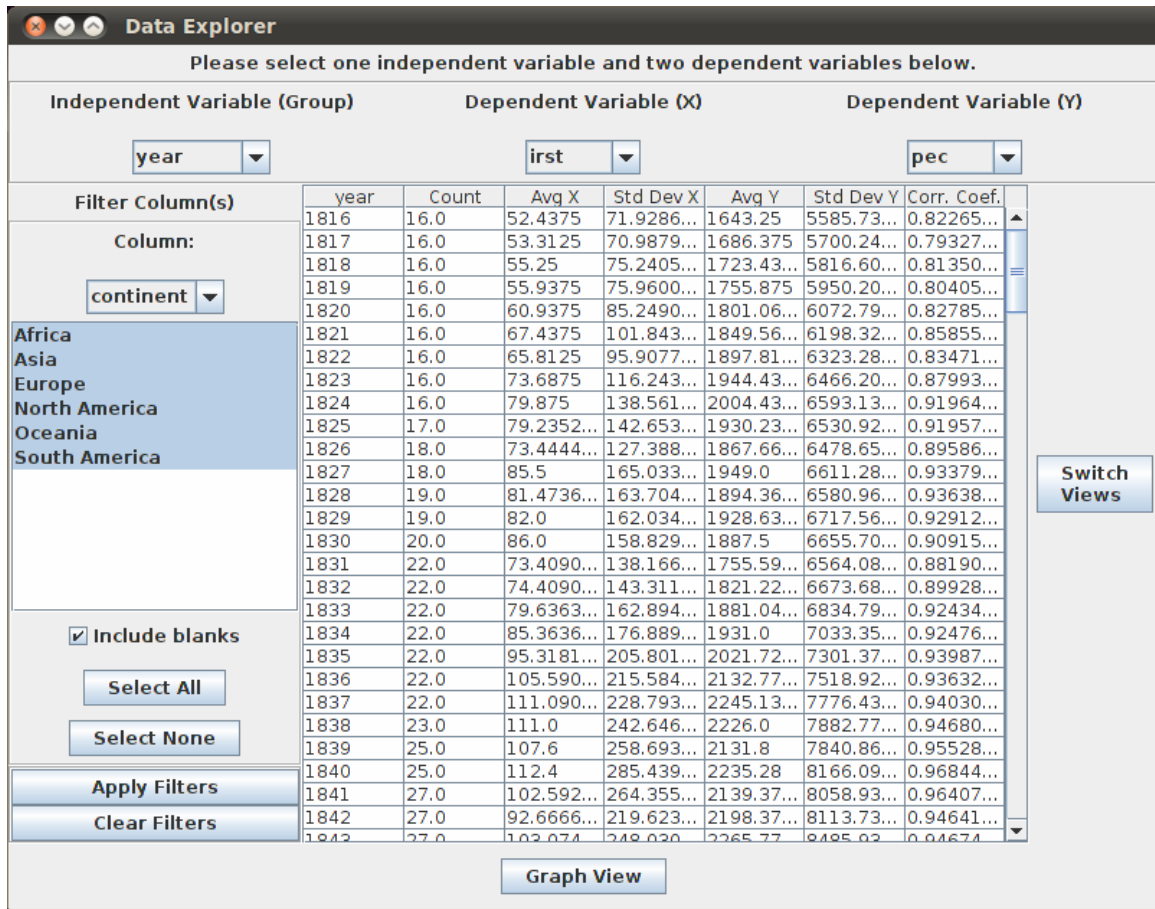 Data Explorer
Please select one independent variable and two dependent variables below.
Independent Variable (Group) Dependent Variable (X) Dependent Variable (Y)
year irst pec
Filter Column(s)
Column:
continent
Africa
Asia
Europe
North America
Oceania
South America
Include blanks
Select All
Select None
Apply Filters
Clear Filters
year Count Avg X Std Dev X Avg Y Std Dev Y Corr. Coef.
1816 16.0 52.4375 71.9286... 1643.25 5585.73... 0.82265...
1817 16.0 53.3125 70.9879... 1686.375 5700.24... 0.79327...
1818 16.0 55.25 75.2405... 1723.43... 5816.60... 0.81350...
1819 16.0 55.9375 75.9600... 1755.875 5950.20... 0.80405...
1820 16.0 60.9375 85.2490... 1801.06... 6072.79... 0.82785...
1821 16.0 67.4375 101.843... 1849.56... 6198.32... 0.85855...
1822 16.0 65.8125 95.9077... 1897.81... 6323.28... 0.83471...
1823 16.0 73.6875 116.243... 1944.43... 6466.20... 0.87993...
1824 16.0 79.875 138.561... 2004.43... 6593.13... 0.91964...
1825 17.0 79.2352... 142.653... 1930.23... 6530.92... 0.91957...
1826 18.0 73.4444... 127.388... 1867.66... 6478.65... 0.89586...
1827 18.0 85.5 165.033... 1949.0 6611.28... 0.93379...
1828 19.0 81.4736... 163.704... 1894.36... 6580.96... 0.93638...
1829 19.0 82.0 162.034... 1928.63... 6717.56... 0.92912...
1830 20.0 86.0 158.829... 1887.5 6655.70... 0.90915...
1831 22.0 73.4090... 138.166... 1755.59... 6564.08... 0.88190...
1832 22.0 74.4090... 143.311... 1821.22... 6673.68... 0.89928...
1833 22.0 79.6363... 162.894... 1881.04... 6834.79... 0.92434...
1834 22.0 85.3636... 176.889... 1931.0 7033.35... 0.92476...
1835 22.0 95.3181... 205.801... 2021.72... 7301.37... 0.93987...
1836 22.0 105.590... 215.584... 2132.77... 7518.92... 0.93632...
1837 22.0 111.090... 228.793... 2245.13... 7776.43... 0.94030...
1838 23.0 111.0 242.646... 2226.0 7882.77... 0.94680...
1839 25.0 107.6 258.693... 2131.8 7840.86... 0.95528...
1840 25.0 112.4 285.439... 2235.28 8166.09... 0.96844...
1841 27.0 102.592... 264.355... 2139.37... 8058.93... 0.96407...
1842 27.0 92.6666... 219.623... 2198.37... 8113.73... 0.94641...
1843 27.0 103.074... 248.030... 2265.77... 8485.93... 0.94674...
Switch
Views
Graph View